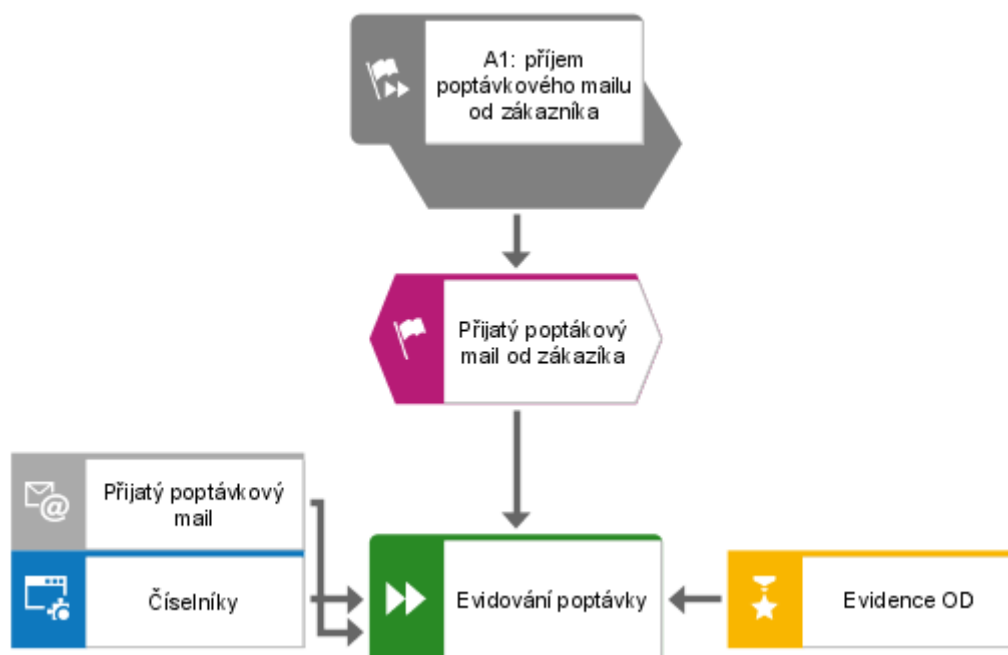 A1: příjem
poptávkového mailu
od zákazníka
Přijatý poptákový
mail od zákazíka
Přijatý poptávkový
mail
Číselníky
Evidování poptávky
Evidence OD